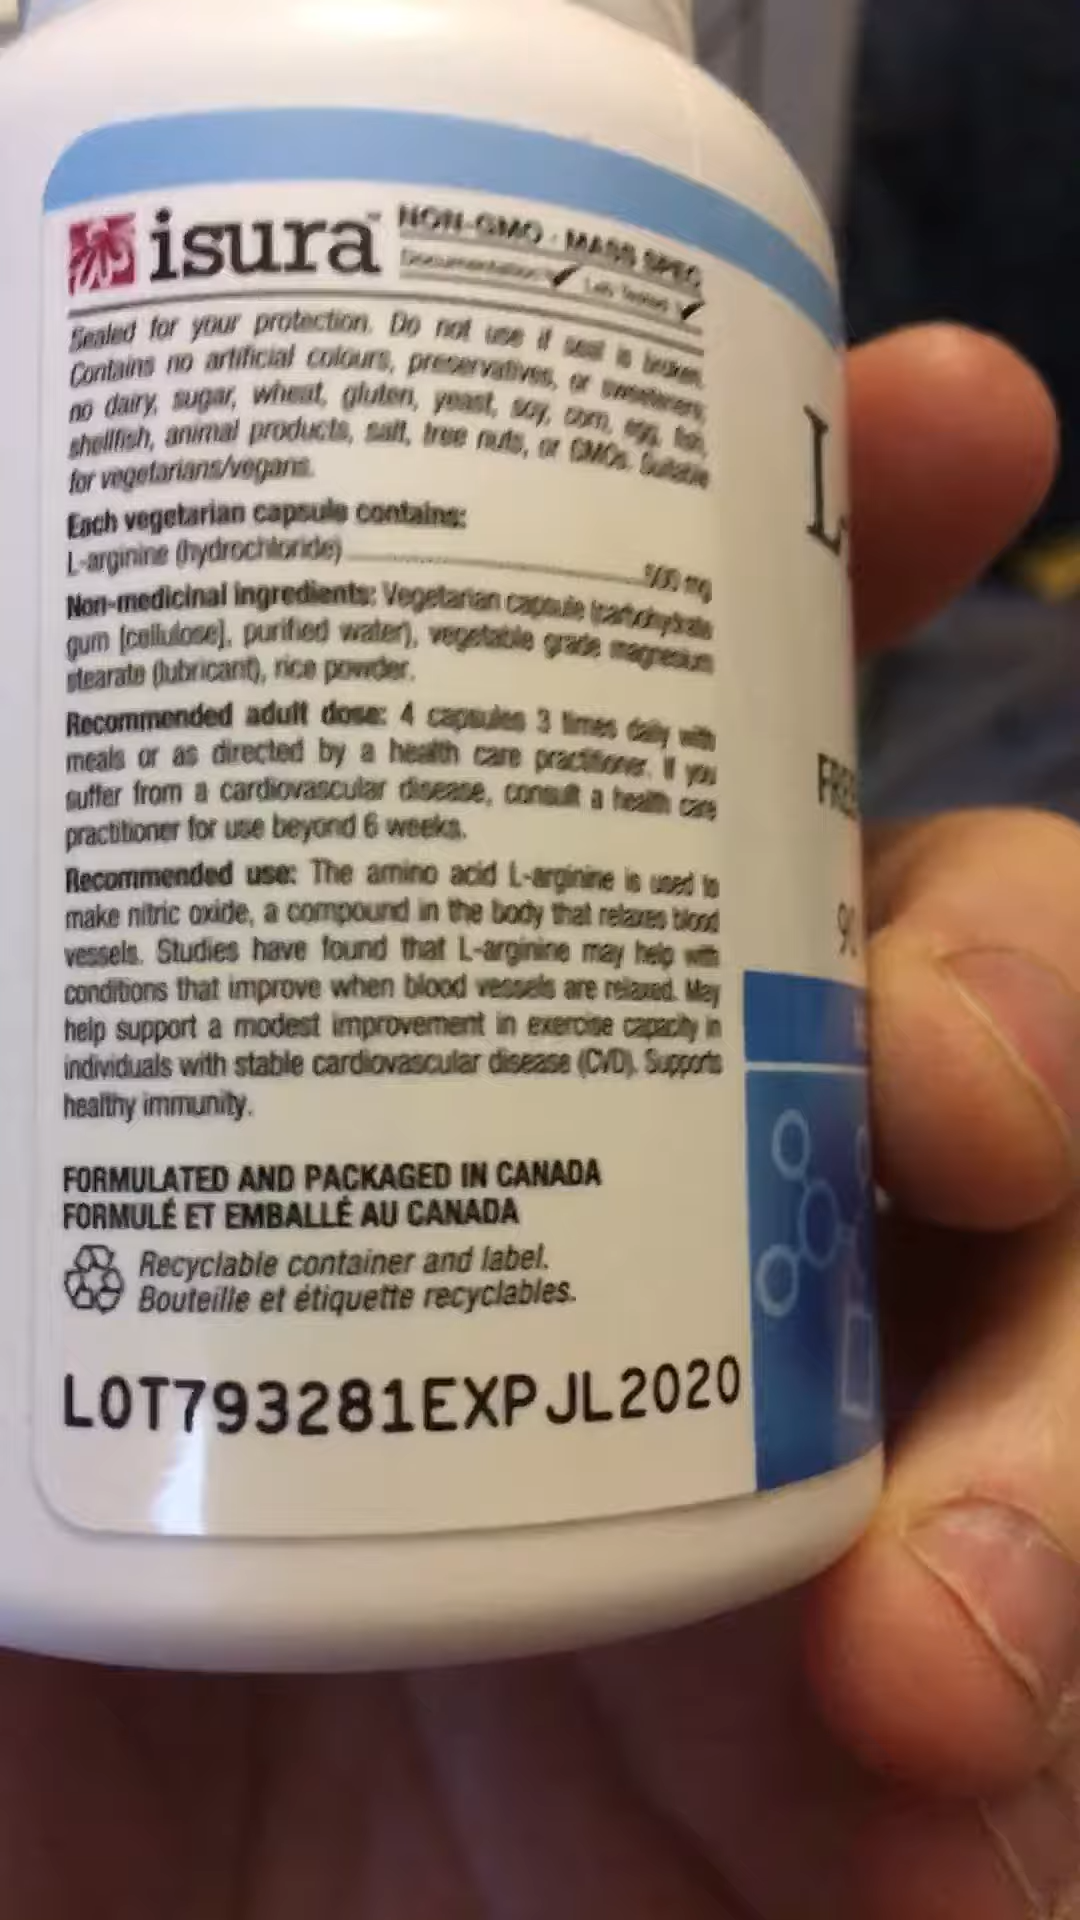 isura™ NON-GMO · MASS SPEC
Documentation ✓ Lab Tested ✓
Sealed for your protection. Do not use if seal is broken.
Contains no artificial colours, preservatives, or sweeteners;
no dairy, sugar, wheat, gluten, yeast, soy, corn, egg, fish,
shellfish, animal products, salt, tree nuts, or GMOs. Suitable
for vegetarians/vegans.
Each vegetarian capsule contains:
L-arginine (hydrochloride) 500 mg
Non-medicinal ingredients: Vegetarian capsule (carbohydrate
gum [cellulose], purified water), vegetable grade magnesium
stearate (lubricant), rice powder.
Recommended adult dose: 4 capsules 3 times daily with
meals or as directed by a health care practitioner. If you
suffer from a cardiovascular disease, consult a health care
practitioner for use beyond 6 weeks.
Recommended use: The amino acid L-arginine is used to
make nitric oxide, a compound in the body that relaxes blood
vessels. Studies have found that L-arginine may help with
conditions that improve when blood vessels are relaxed. May
help support a modest improvement in exercise capacity in
individuals with stable cardiovascular disease (CVD). Supports
healthy immunity.
FORMULATED AND PACKAGED IN CANADA
FORMULÉ ET EMBALLÉ AU CANADA
Recyclable container and label.
Bouteille et étiquette recyclables.
LOT793281EXPJL2020
L-
FREE
90